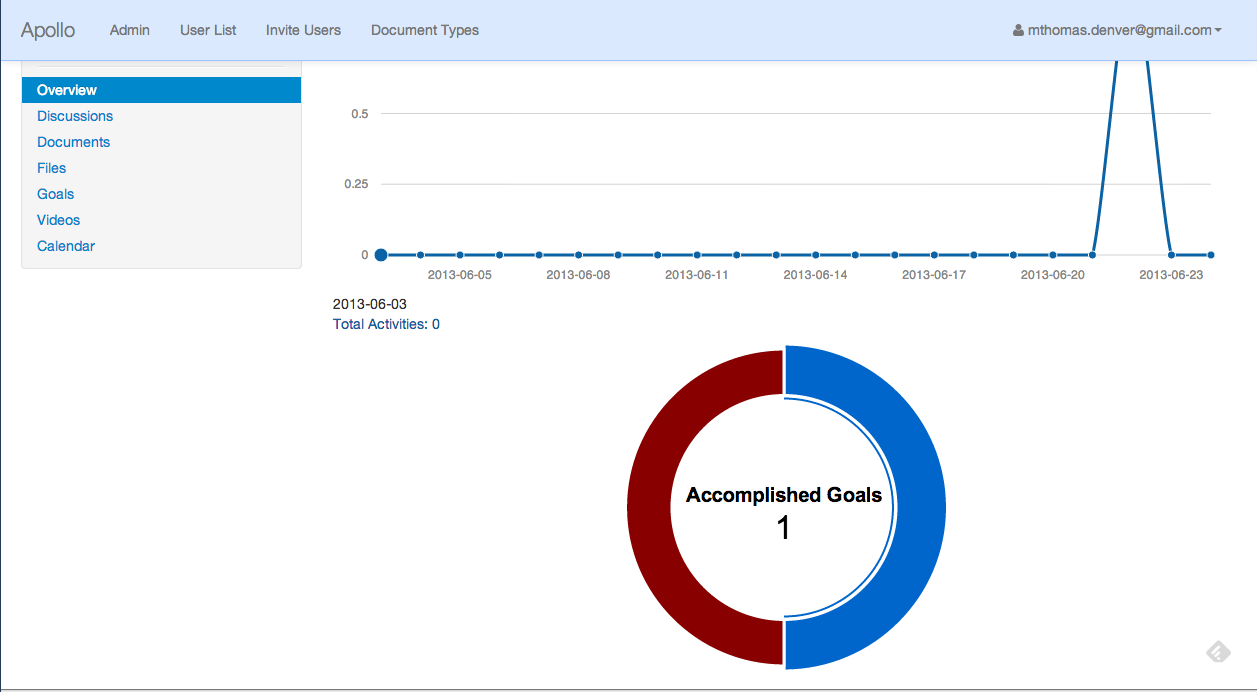 Apollo Admin User List Invite Users Document Types mthomas.denver@gmail.com
Overview
Discussions
Documents
Files
Goals
Videos
Calendar
0.5
0.25
0
2013-06-05 2013-06-08 2013-06-11 2013-06-14 2013-06-17 2013-06-20 2013-06-23
2013-06-03
Total Activities: 0
Accomplished Goals
1